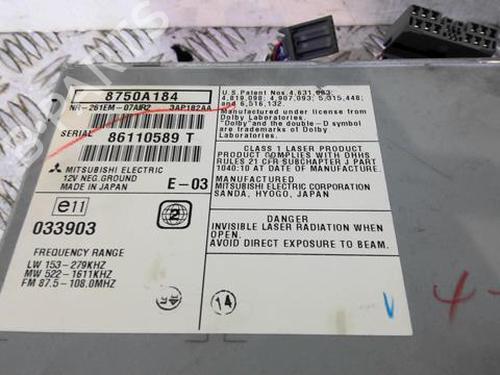 8750A184
NR-261EM-07AIR2 3AP182AA
SERIAL 86110589 T
MITSUBISHI ELECTRIC
12V NEG. GROUND
MADE IN JAPAN E-03
e11
2
033903
FREQUENCY RANGE
LW 153-279KHZ
MW 522-1611KHZ
FM 87.5-108.0MHZ
14
U.S. Patent Nos. 4,631,063;
4,819,098; 4,907,093; 5,315,448;
and 6,516,132.
Manufactured under license from
Dolby Laboratories.
"Dolby" and the double-D symbol
are trademarks of Dolby
Laboratories.
CLASS 1 LASER PRODUCT
PRODUCT COMPLIES WITH DHHS
RULES 21 CFR SUBCHAPTER J. PART
1040:10 AT DATE OF MANUFACTURE.
MANUFACTURED
MITSUBISHI ELECTRIC CORPORATION
SANDA, HYOGO, JAPAN
DANGER
INVISIBLE LASER RADIATION WHEN
OPEN.
AVOID DIRECT EXPOSURE TO BEAM.
V
4-